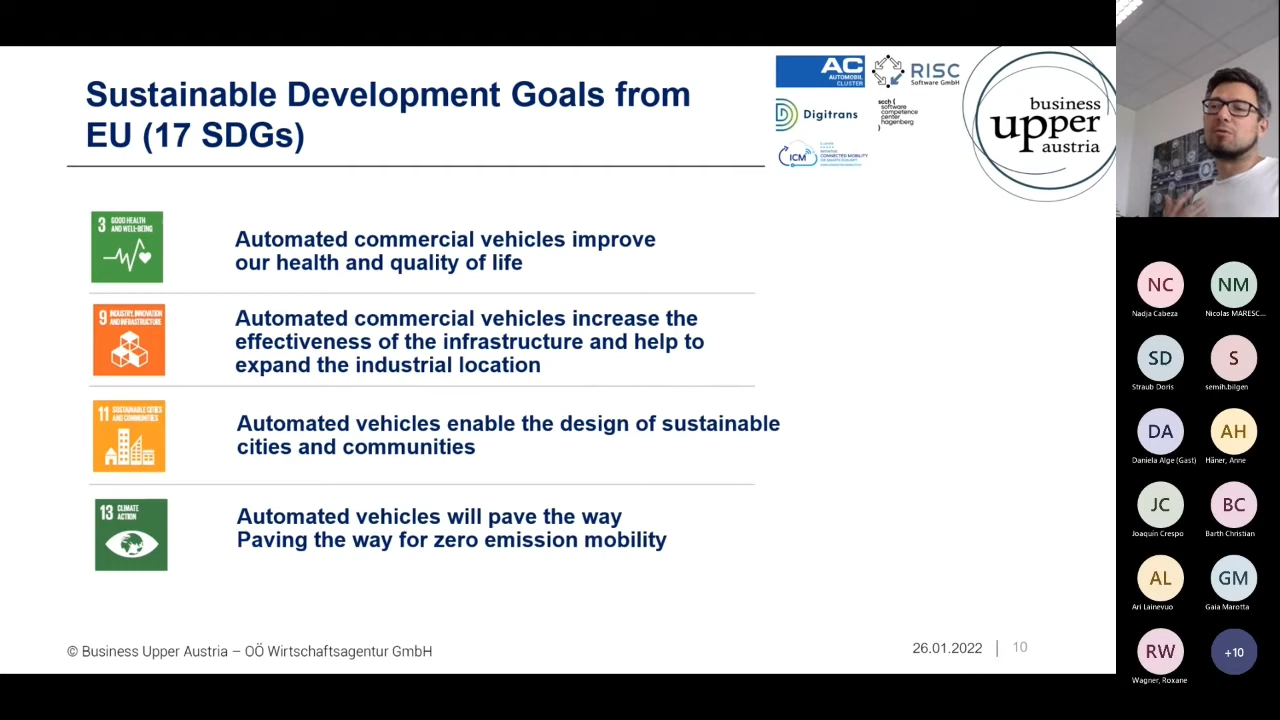 Sustainable Development Goals from
EU (17 SDGs)
AC
AUTOMOBIL
CLUSTER
RISC
Software GmbH
Digitrans
scch {
software
competence
center
hagenberg
}
ICM
CONNECTED MOBILITY
business
upper
austria
3 GOOD HEALTH
AND WELL-BEING
Automated commercial vehicles improve
our health and quality of life
9 INDUSTRY, INNOVATION
AND INFRASTRUCTURE
Automated commercial vehicles increase the
effectiveness of the infrastructure and help to
expand the industrial location
11 SUSTAINABLE CITIES
AND COMMUNITIES
Automated vehicles enable the design of sustainable
cities and communities
13 CLIMATE
ACTION
Automated vehicles will pave the way
Paving the way for zero emission mobility
© Business Upper Austria – OÖ Wirtschaftsagentur GmbH
26.01.2022 | 10
NC
Nadja Cabeza
NM
Nicolas MARESC...
SD
Straub Doris
S
semih.bilgen
DA
Daniela Aige (Gast)
AH
Häner, Anne
JC
Joaquín Crespo
BC
Barth Christian
AL
Ari Lainevuo
GM
Gaia Marotta
RW
Wagner, Roxane
+10